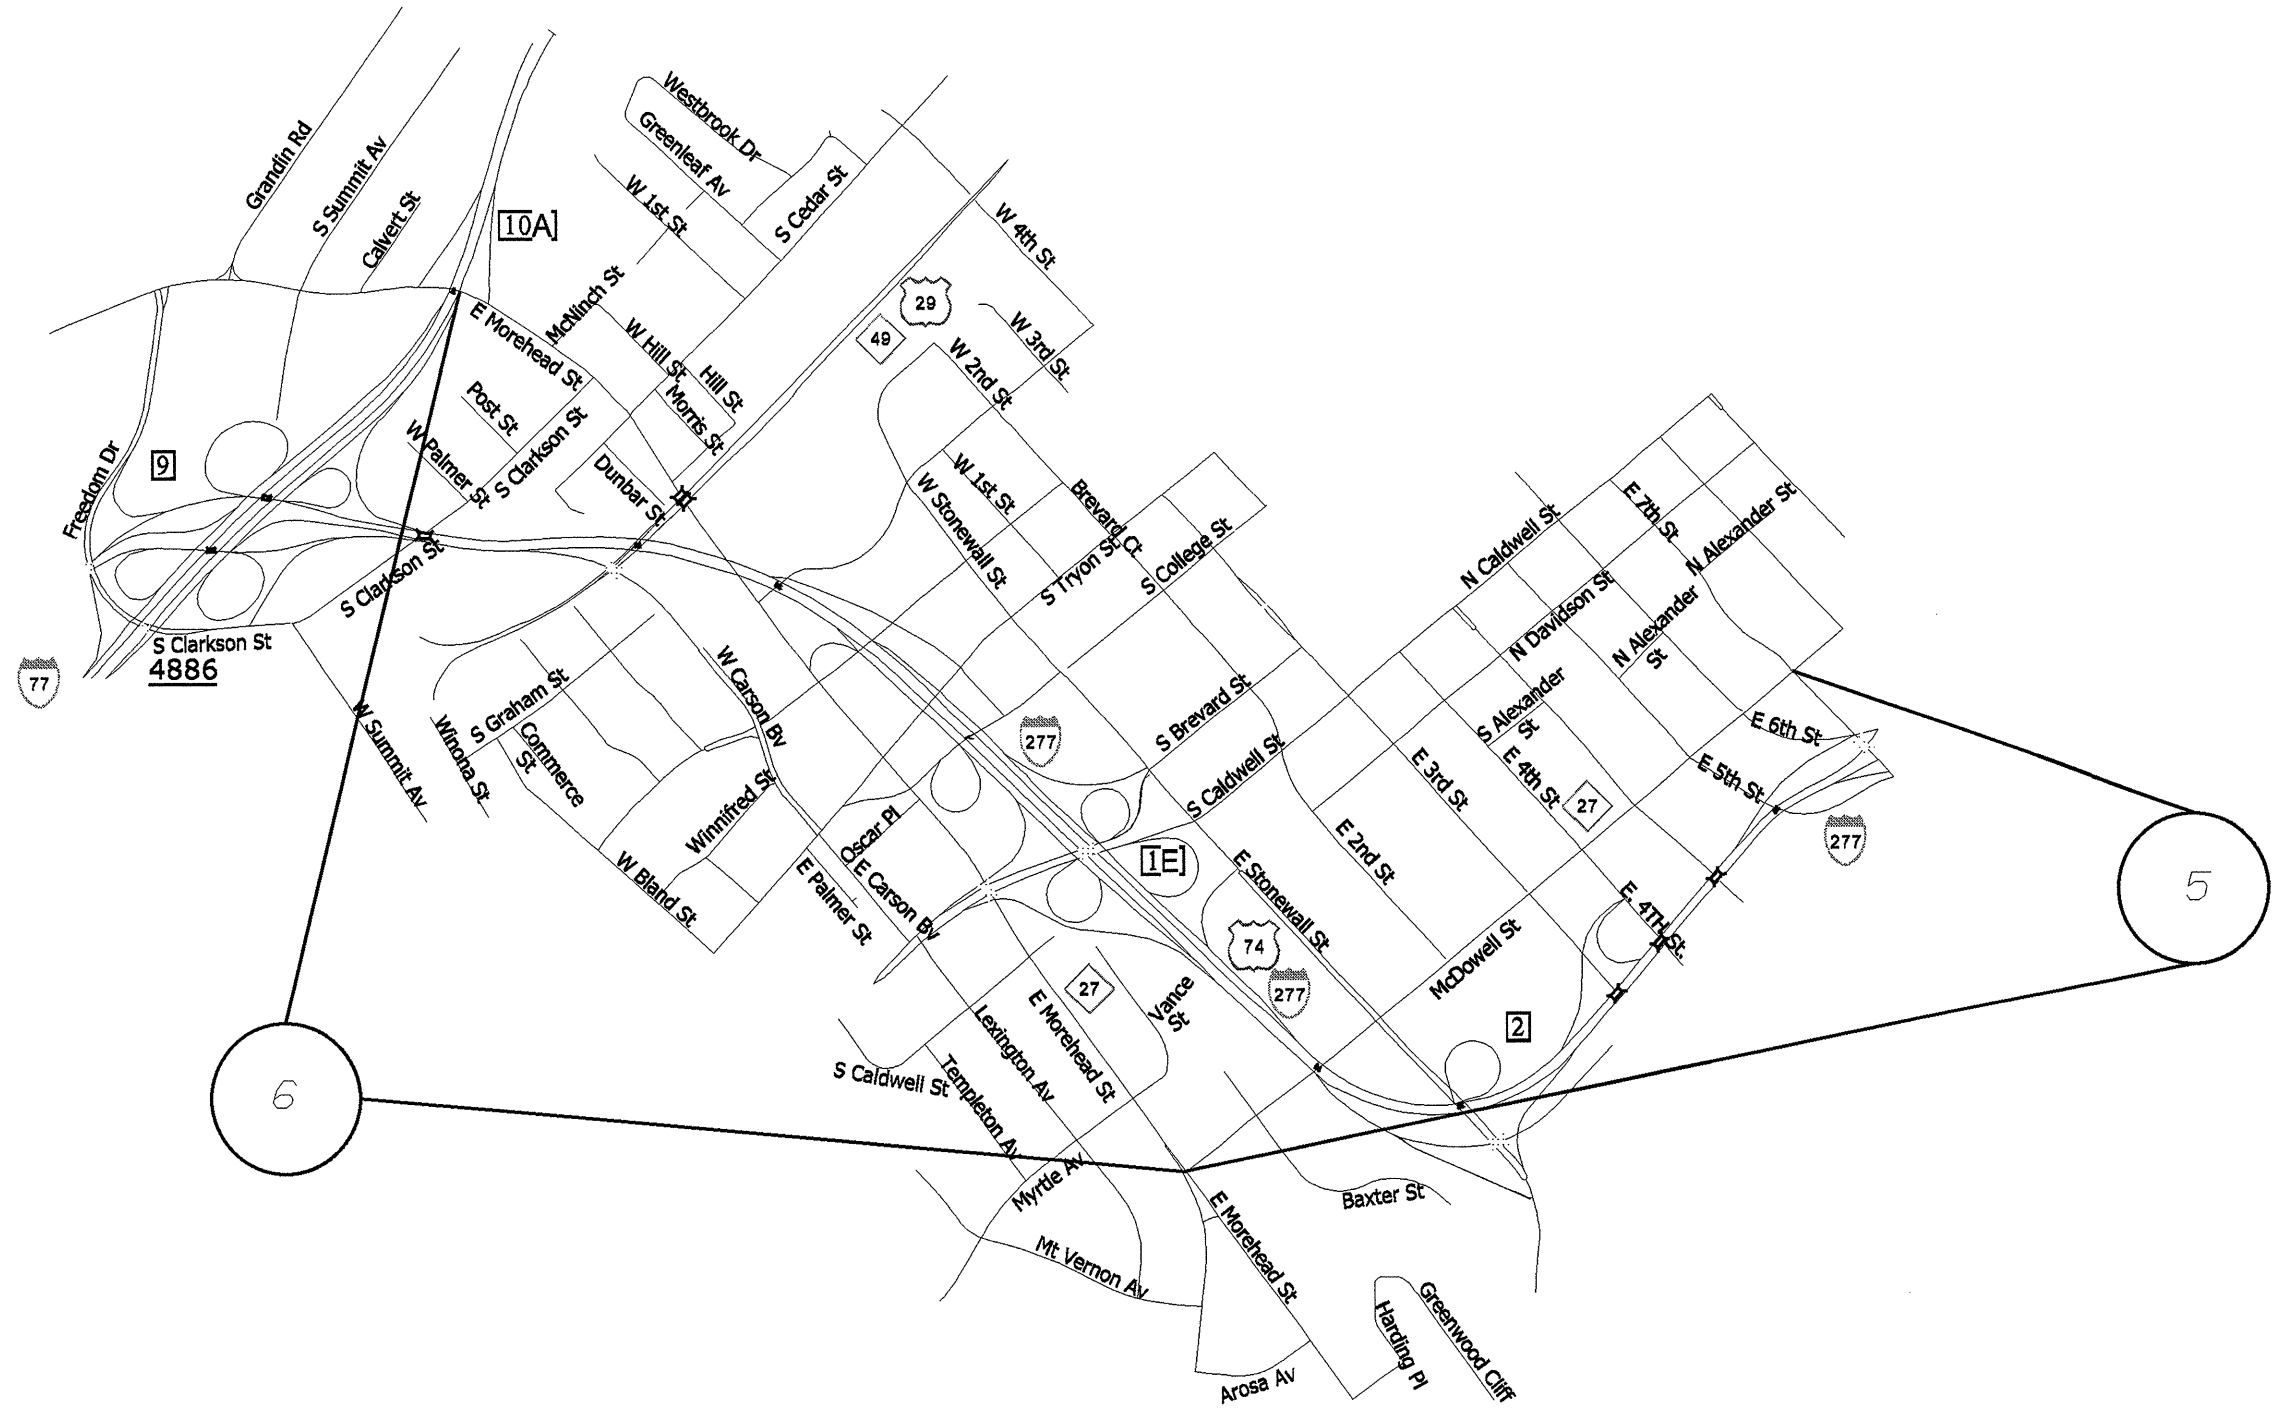 Grandin Rd
S Summit Av
Calvert St
10A
Westbrook Dr
Greenleaf Av
W 1st St
S Cedar St
McNinch St
W 4th St
29
49
E Morehead St
W Hill St
Hill St
Morris St
W 3rd St
W 2nd St
Post St
W Palmer St
S Clarkson St
Dunbar St
9
Freedom Dr
W Stonewall St
W 1st St
Brevard Ct
S Tryon St
S College St
N Caldwell St
E 7th St
N Alexander St
N Davidson St
N Alexander
St
S Clarkson St
S Clarkson St
4886
77
W Summit Av
Winona St
S Graham St
Commerce
St
W Carson Bv
Winnifred St
W Bland St
277
S Brevard St
S Caldwell St
S Alexander
St
E 3rd St
E 4th St
27
E 6th St
E 5th St
277
5
Oscar Pl
E Palmer St
E Carson Bv
1E
E Stonewall St
E 2nd St
E. 4TH St.
74
277
McDowell St
27
Vance
St
2
E Morehead St
Lexington Av
S Caldwell St
Templeton Av
6
Myrtle Av
Mt Vernon Av
E Morehead St
Baxter St
Arosa Av
Harding Pl
Greenwood Cliff